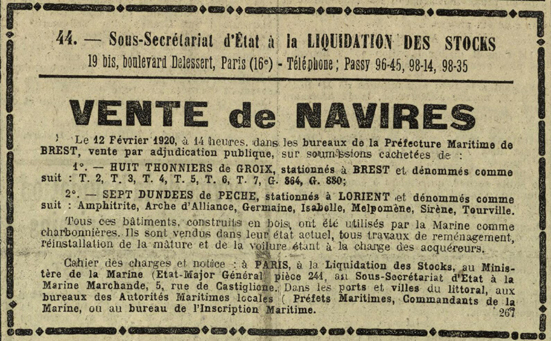 44. — Sous-Secrétariat d'État à la LIQUIDATION DES STOCKS
19 bis, boulevard Delessert, Paris (16e) - Téléphone ; Passy 96-45, 98-14, 98-35
VENTE de NAVIRES
Le 12 Février 1920, à 14 heures, dans les bureaux de la Préfecture Maritime de
BREST, vente par adjudication publique, sur soumissions cachetées de :
1°. — HUIT THONNIERS de GROIX, stationnés à BREST et dénommés comme
suit : T. 2, T. 3, T. 4, T. 5, T. 6, T. 7, G. 864, G. 880;
2°. — SEPT DUNDEES de PECHE, stationnés à LORIENT et dénommés comme
suit : Amphitrite, Arche d'Alliance, Germaine, Isabelle, Melpomène, Sirène, Tourville.
Tous ces bâtiments, construits en bois, ont été utilisés par la Marine comme
charbonnières. Ils sont vendus dans leur état actuel, tous travaux de reménagement,
réinstallation de la mâture et de la voilure étant à la charge des acquéreurs.
Cahier des charges et notice : à PARIS, à la Liquidation des Stocks, au Minis-
tère de la Marine (Etat-Major Général) pièce 244, au Sous-Secrétariat d'Etat à la
Marine Marchande, 5, rue de Castiglione. Dans les ports et villes du littoral, aux
bureaux des Autorités Maritimes locales ( Préfets Maritimes, Commandants de la
Marine, ou au bureau de l'Inscription Maritime. 267